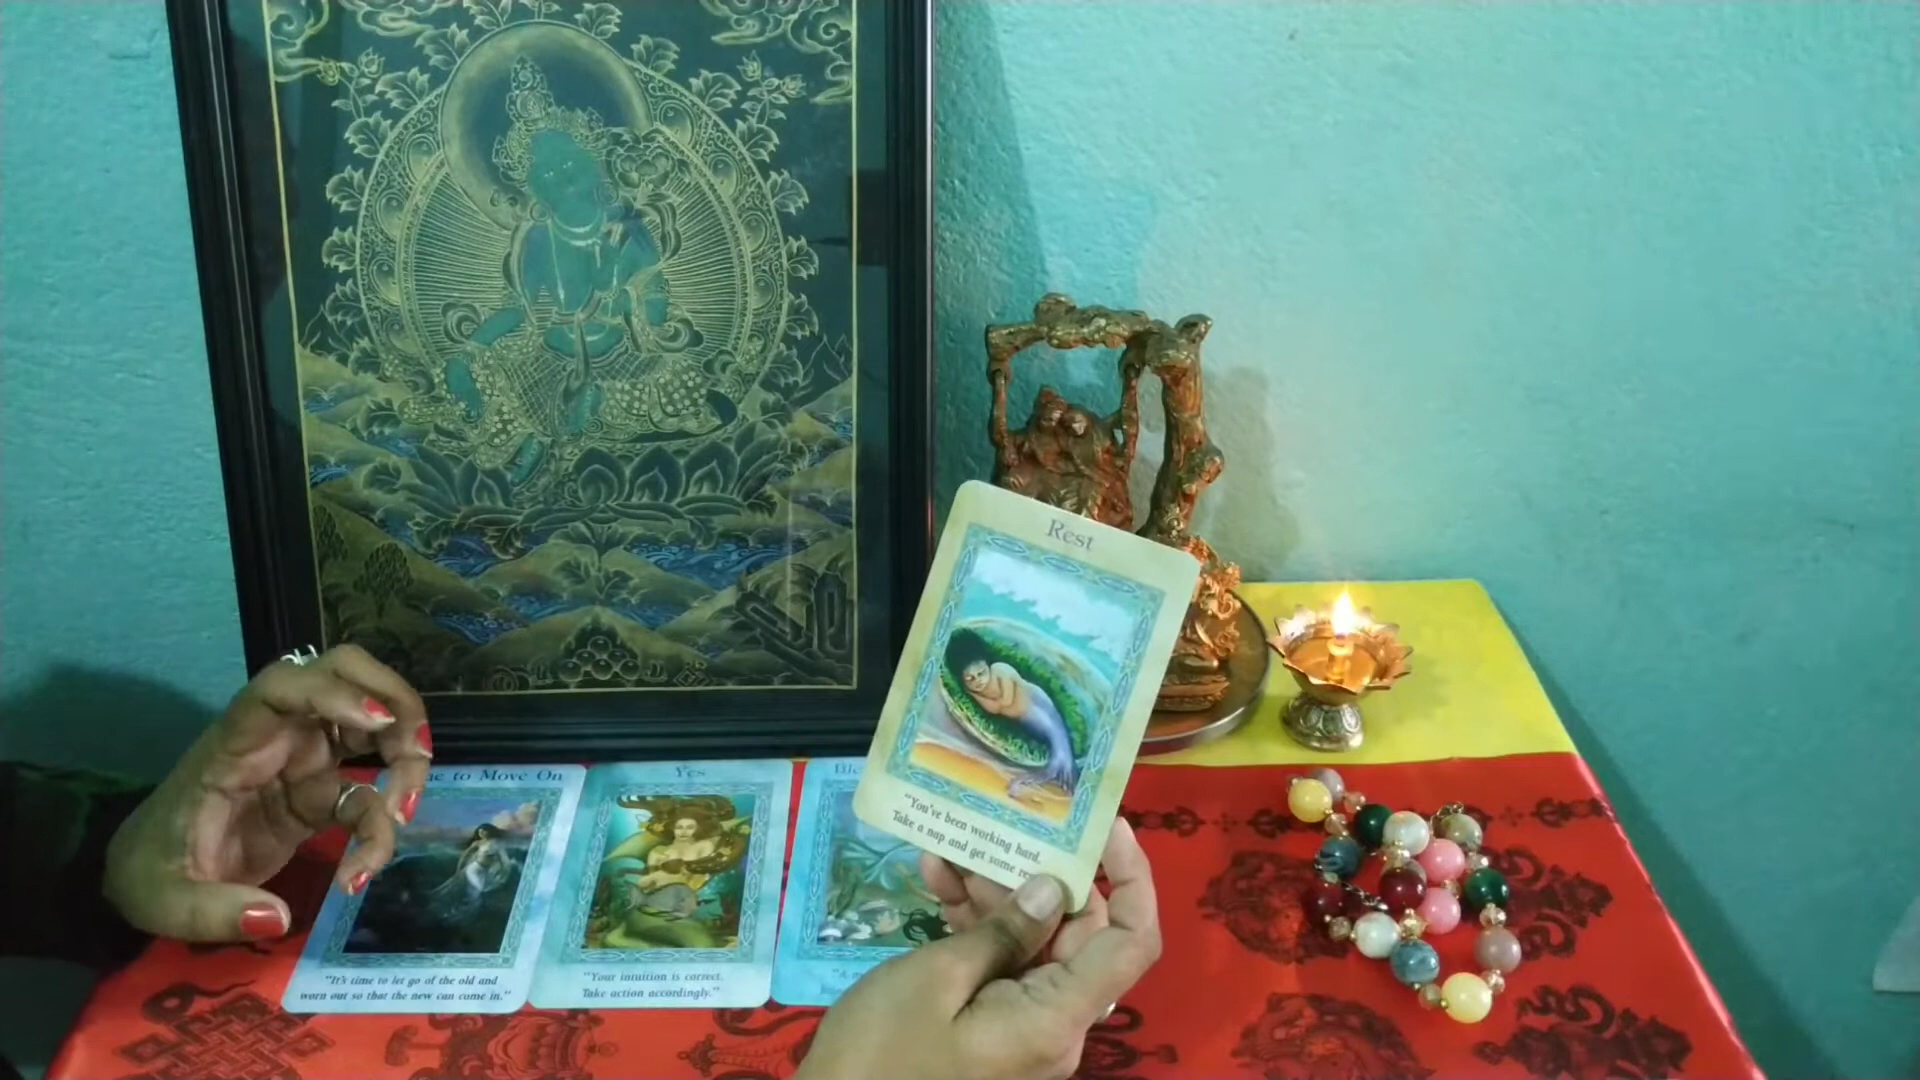 Rest
"You've been working hard.
Take a nap and get some
to Move On
"It's time to let go of the old and
worn out so that the new can come in."
Yes
"Your intuition is correct.
Take action accordingly."